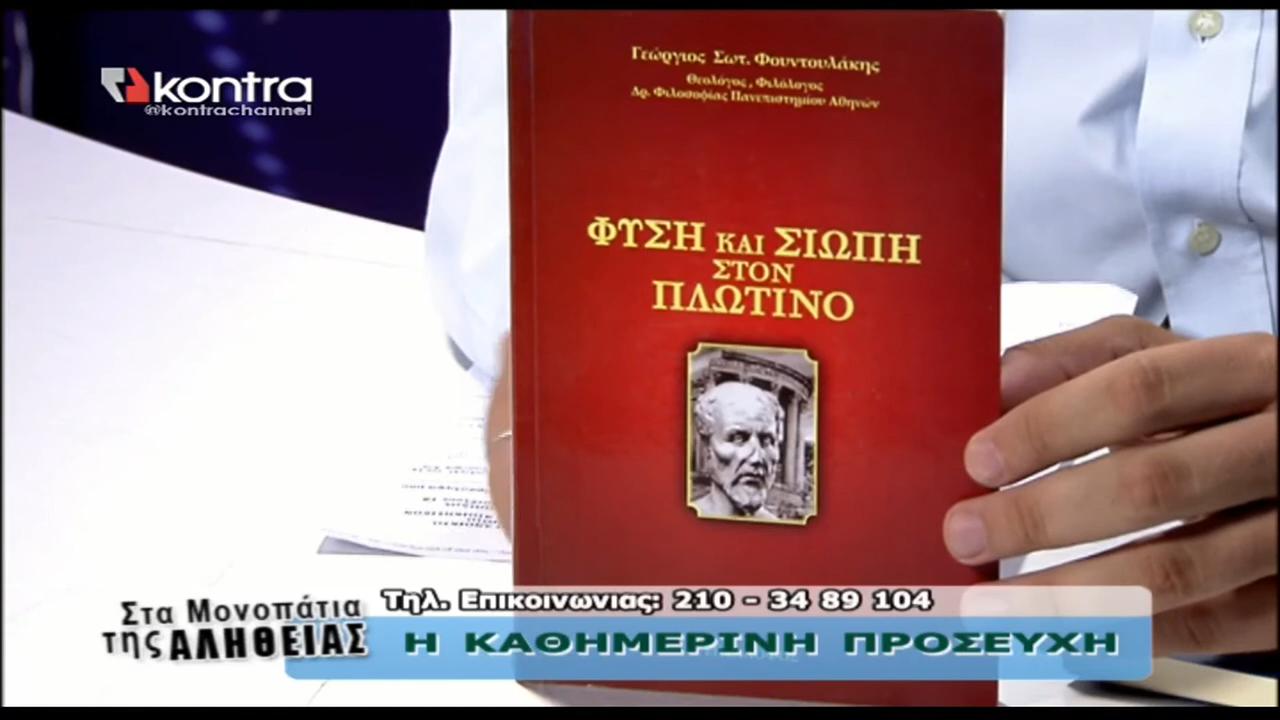 kontra
@kontrachannel
Γεώργιος Σωτ. Φουντουλάκης
Θεολόγος, Φιλόλογος
Δρ. Φιλοσοφίας Πανεπιστημίου Αθηνών
ΦΥΣΗ ΚΑΙ ΣΙΩΠΗ
ΣΤΟΝ
ΠΛΩΤΙΝΟ
Τηλ. Επικοινωνιας: 210 - 34 89 104
Στα Μονοπάτια
της ΑΛΗΘΕΙΑΣ
Η ΚΑΘΗΜΕΡΙΝΗ ΠΡΟΣΕΥΧΗ